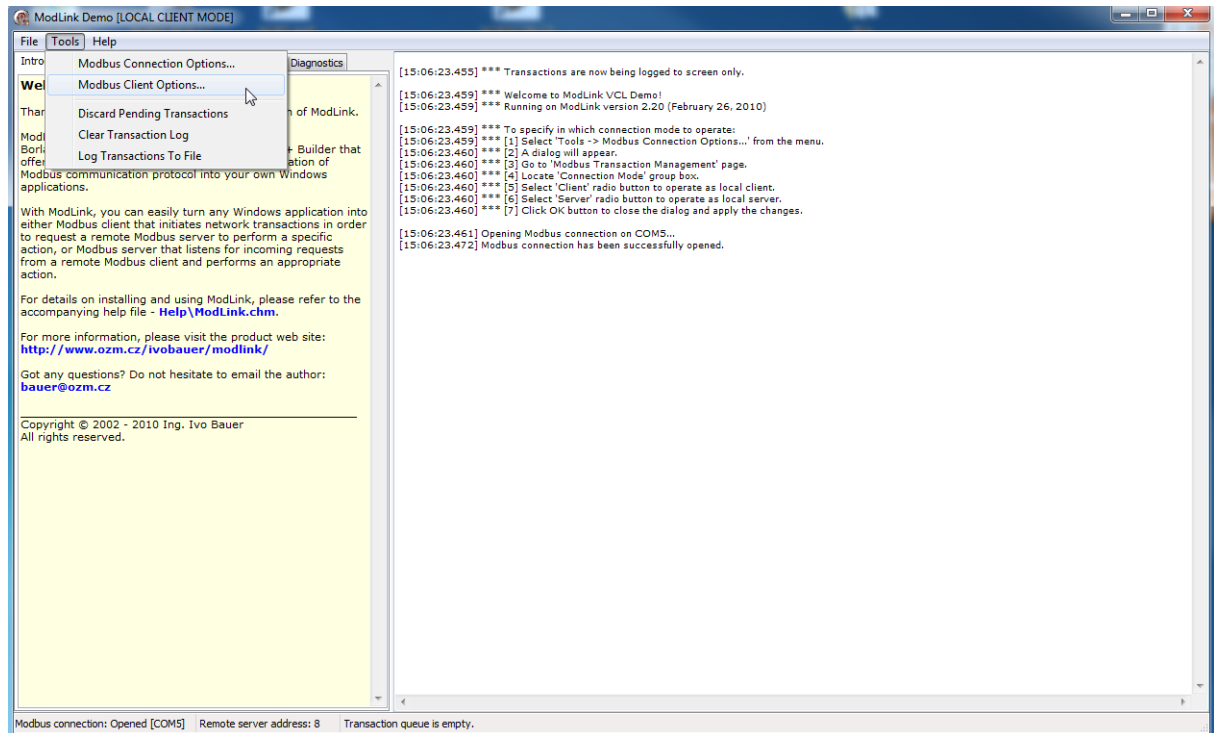 ModLink Demo [LOCAL CLIENT MODE]
File Tools Help
Intro
Diagnostics
Modbus Connection Options...
Modbus Client Options...
Discard Pending Transactions
Clear Transaction Log
Log Transactions To File
Wel
Than
n of ModLink.
Modl
Borla
+ Builder that
offer
ation of
Modbus communication protocol into your own Windows
applications.
With ModLink, you can easily turn any Windows application into
either Modbus client that initiates network transactions in order
to request a remote Modbus server to perform a specific
action, or Modbus server that listens for incoming requests
from a remote Modbus client and performs an appropriate
action.
For details on installing and using ModLink, please refer to the
accompanying help file - Help\ModLink.chm.
For more information, please visit the product web site:
http://www.ozm.cz/ivobauer/modlink/
Got any questions? Do not hesitate to email the author:
bauer@ozm.cz
Copyright © 2002 - 2010 Ing. Ivo Bauer
All rights reserved.
[15:06:23.455] *** Transactions are now being logged to screen only.
[15:06:23.459] *** Welcome to ModLink VCL Demo!
[15:06:23.459] *** Running on ModLink version 2.20 (February 26, 2010)
[15:06:23.459] *** To specify in which connection mode to operate:
[15:06:23.459] *** [1] Select 'Tools -> Modbus Connection Options...' from the menu.
[15:06:23.460] *** [2] A dialog will appear.
[15:06:23.460] *** [3] Go to 'Modbus Transaction Management' page.
[15:06:23.460] *** [4] Locate 'Connection Mode' group box.
[15:06:23.460] *** [5] Select 'Client' radio button to operate as local client.
[15:06:23.460] *** [6] Select 'Server' radio button to operate as local server.
[15:06:23.460] *** [7] Click OK button to close the dialog and apply the changes.
[15:06:23.461] Opening Modbus connection on COM5...
[15:06:23.472] Modbus connection has been successfully opened.
Modbus connection: Opened [COM5] Remote server address: 8 Transaction queue is empty.